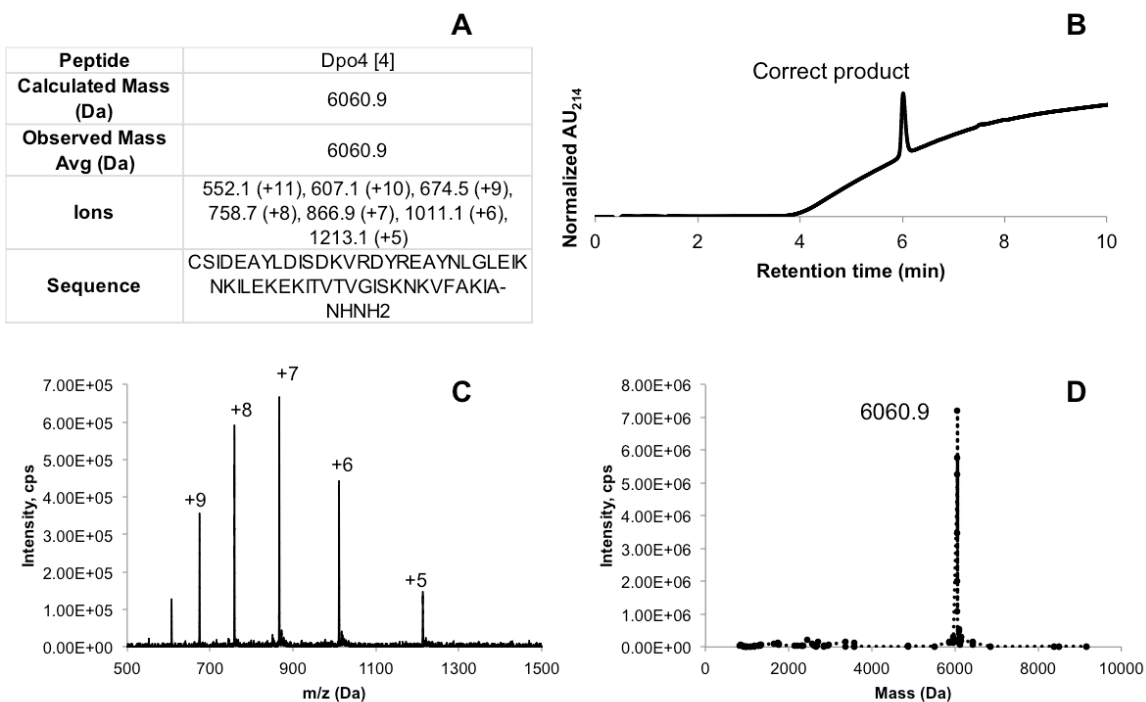 A
Peptide
Dpo4 [4]
Calculated Mass
(Da)
6060.9
Observed Mass
Avg (Da)
6060.9
Ions
552.1 (+11), 607.1 (+10), 674.5 (+9),
758.7 (+8), 866.9 (+7), 1011.1 (+6),
1213.1 (+5)
Sequence
CSIDEAYLDISDKVRDYREAYNLGLEIK
NKILEKEKITVTVGISKNKVFAKIA-
NHNH2
B
Correct product
Normalized AU214
0 2 4 6 8 10
Retention time (min)
C
7.00E+05
6.00E+05
5.00E+05
4.00E+05
3.00E+05
2.00E+05
1.00E+05
0.00E+00
Intensity, cps
+9
+8
+7
+6
+5
500 700 900 1100 1300 1500
m/z (Da)
D
8.00E+06
7.00E+06
6.00E+06
5.00E+06
4.00E+06
3.00E+06
2.00E+06
1.00E+06
0.00E+00
Intensity, cps
6060.9
0 2000 4000 6000 8000 10000
Mass (Da)